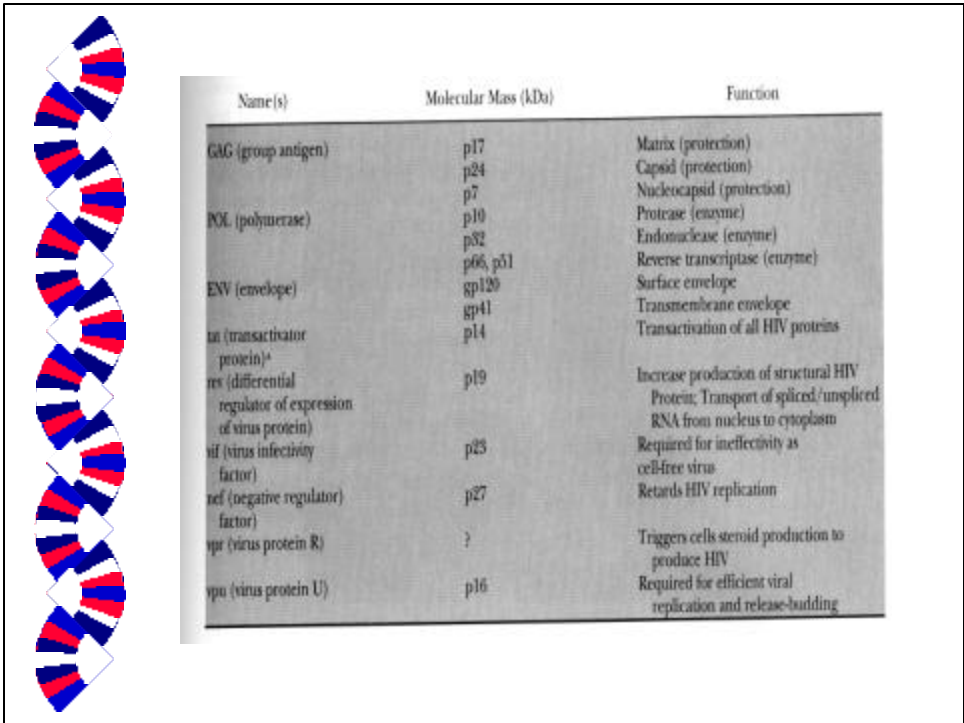 Name(s) Molecular Mass (kDa) Function
GAG (group antigen) p17 Matrix (protection)
p24 Capsid (protection)
p7 Nucleocapsid (protection)
POL (polymerase) p10 Protease (enzyme)
p32 Endonuclease (enzyme)
p66, p51 Reverse transcriptase (enzyme)
ENV (envelope) gp120 Surface envelope
gp41 Transmembrane envelope
tat (transactivator p14 Transactivation of all HIV proteins
protein)ᵃ
res (differential p19 Increase production of structural HIV
regulator of expression Protein; Transport of spliced/unspliced
of virus protein) RNA from nucleus to cytoplasm
vif (virus infectivity p23 Required for ineffectivity as
factor) cell-free virus
nef (negative regulator) p27 Retards HIV replication
factor)
vpr (virus protein R) ? Triggers cells steroid production to
produce HIV
vpu (virus protein U) p16 Required for efficient viral
replication and release-budding